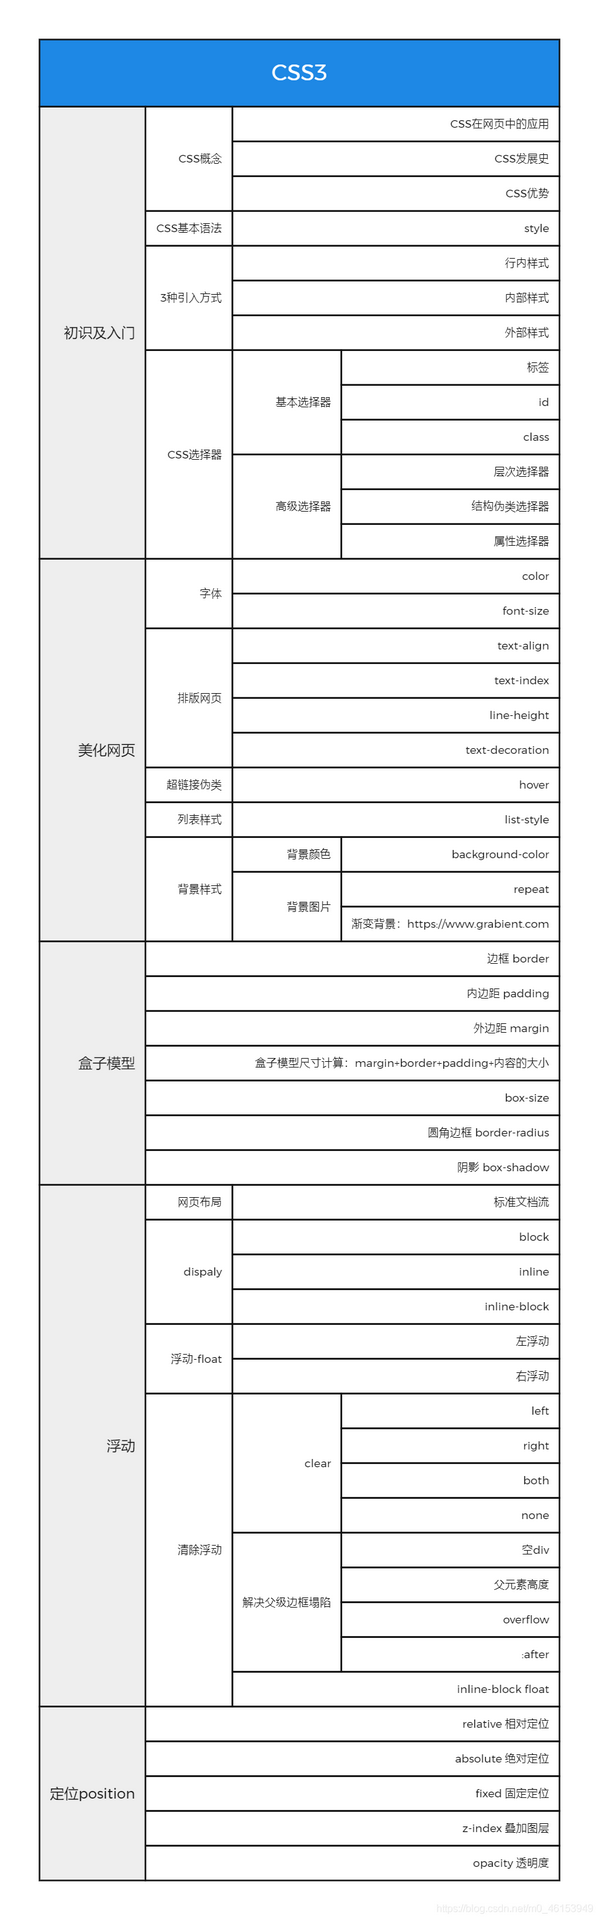 CSS3
初识及入门
CSS概念
CSS在网页中的应用
CSS发展史
CSS优势
CSS基本语法
style
3种引入方式
行内样式
内部样式
外部样式
CSS选择器
基本选择器
标签
id
class
高级选择器
层次选择器
结构伪类选择器
属性选择器
美化网页
字体
color
font-size
排版网页
text-align
text-index
line-height
text-decoration
超链接伪类
hover
列表样式
list-style
背景样式
背景颜色
background-color
背景图片
repeat
渐变背景：https://www.grabient.com
盒子模型
边框 border
内边距 padding
外边距 margin
盒子模型尺寸计算：margin+border+padding+内容的大小
box-size
圆角边框 border-radius
阴影 box-shadow
浮动
网页布局
标准文档流
dispaly
block
inline
inline-block
浮动-float
左浮动
右浮动
清除浮动
clear
left
right
both
none
解决父级边框塌陷
空div
父元素高度
overflow
:after
inline-block float
定位position
relative 相对定位
absolute 绝对定位
fixed 固定定位
z-index 叠加图层
opacity 透明度
https://blog.csdn.net/m0_46153949